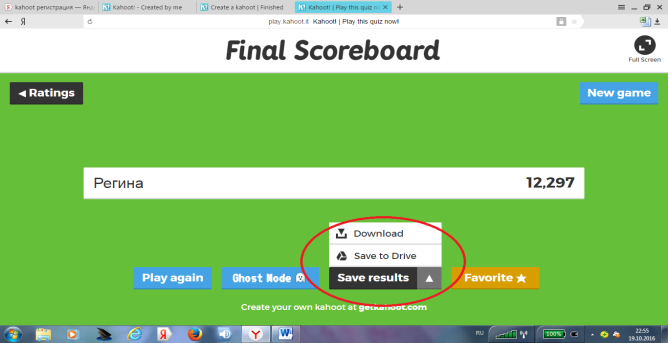 kahoot регистрация — Янд
Kahoot! - Created by me
Create a kahoot | Finished
Kahoot! | Play this quiz no
Я
play.kahoot.it Kahoot! | Play this quiz now!
Final Scoreboard
Full Screen
◄ Ratings
New game
Регина
12,297
Download
Save to Drive
Play again
Ghost Mode
Save results
Favorite ★
Create your own kahoot at getkahoot.com
RU
100%
22:55
19.10.2016